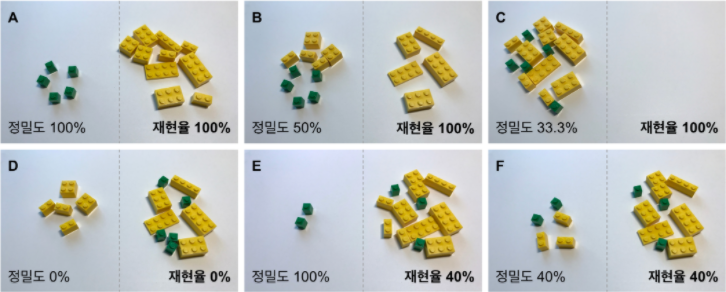 A
정밀도 100%
재현율 100%
B
정밀도 50%
재현율 100%
C
정밀도 33.3%
재현율 100%
D
정밀도 0%
재현율 0%
E
정밀도 100%
재현율 40%
F
정밀도 40%
재현율 40%